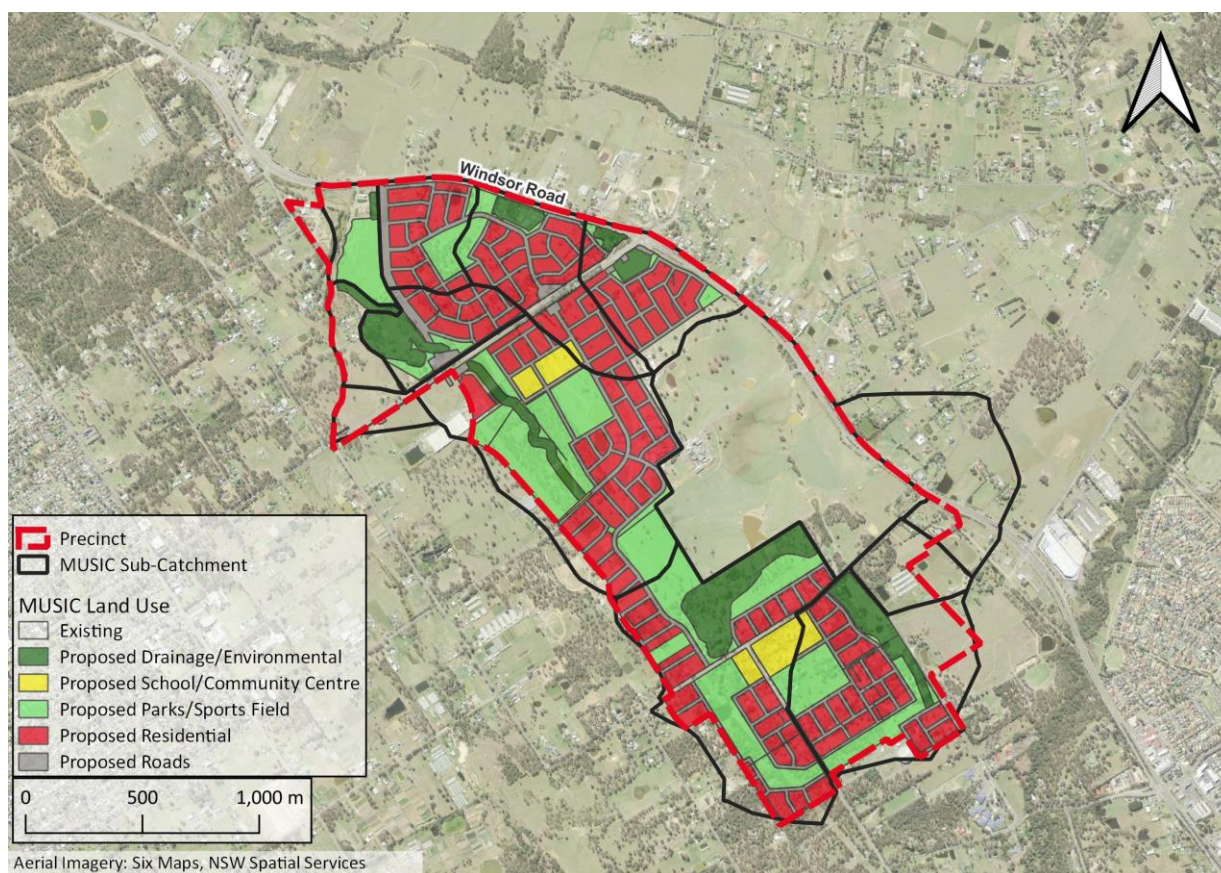 Windsor Road
Precinct
MUSIC Sub-Catchment
MUSIC Land Use
Existing
Proposed Drainage/Environmental
Proposed School/Community Centre
Proposed Parks/Sports Field
Proposed Residential
Proposed Roads
0 500 1,000 m
Aerial Imagery: Six Maps, NSW Spatial Services